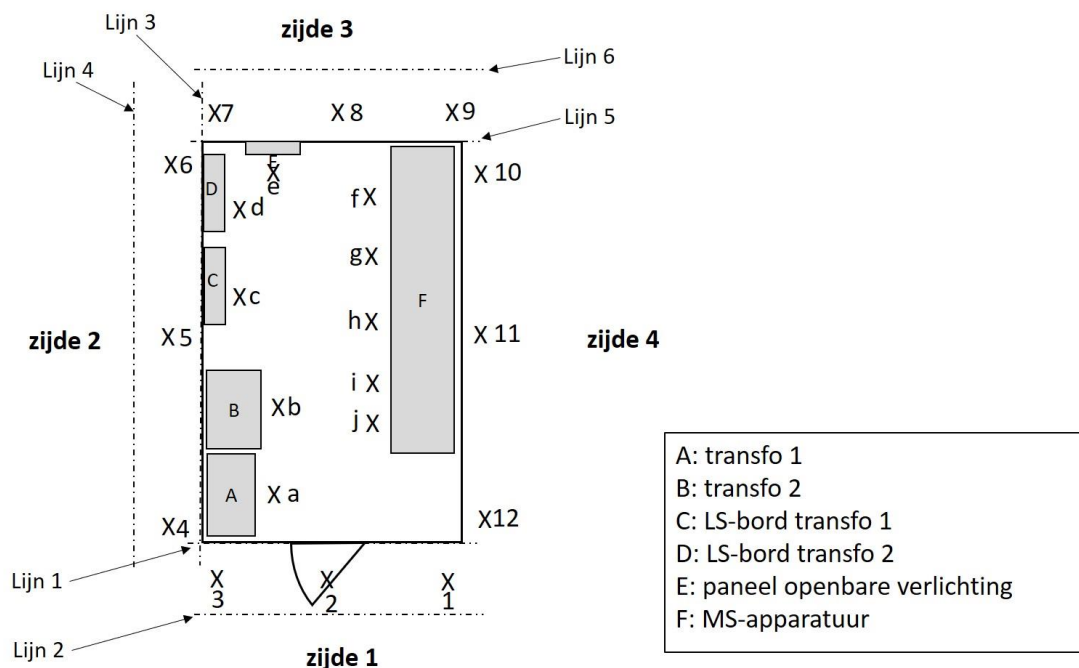 Lijn 3
zijde 3
Lijn 4
Lijn 6
X7
X 8
X9
Lijn 5
X6
E
X
e
X 10
D
X d
f X
g X
C
X c
F
h X
zijde 2
X 5
X 11
zijde 4
i X
B
X b
j X
A: transfo 1
B: transfo 2
C: LS-bord transfo 1
D: LS-bord transfo 2
E: paneel openbare verlichting
F: MS-apparatuur
A
X a
X4
X12
Lijn 1
X
3
X
2
X
1
Lijn 2
zijde 1